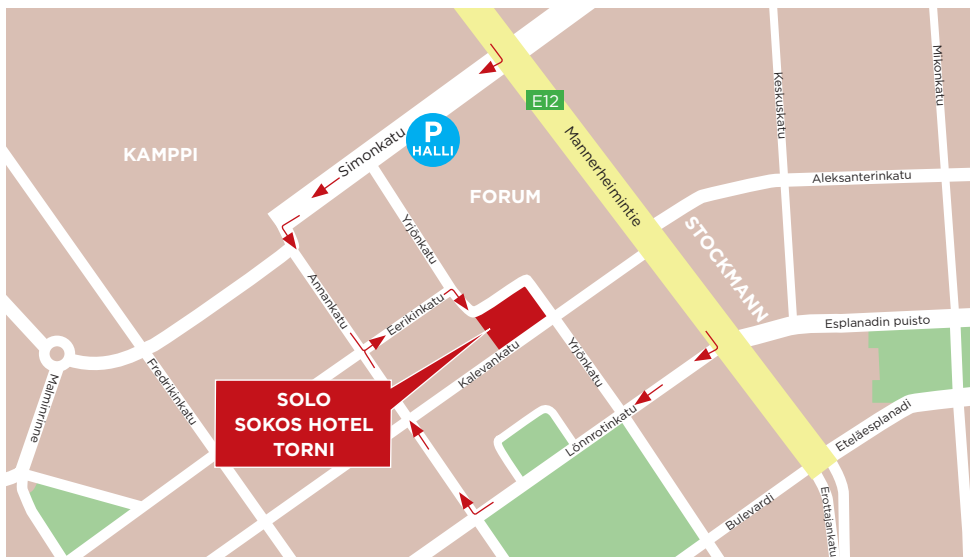 E12
Mannerheimintie
Keskuskatu
Mikonkatu
P
HALLI
Simonkatu
KAMPPI
Aleksanterinkatu
FORUM
Yrjönkatu
STOCKMANN
Annankatu
Eerikinkatu
Esplanadin puisto
Yrjönkatu
Kalevankatu
Malminrinne
Fredrikinkatu
SOLO
SOKOS HOTEL
TORNI
Lönnrotinkatu
Eteläesplanadi
Bulevardi
Erottajankatu